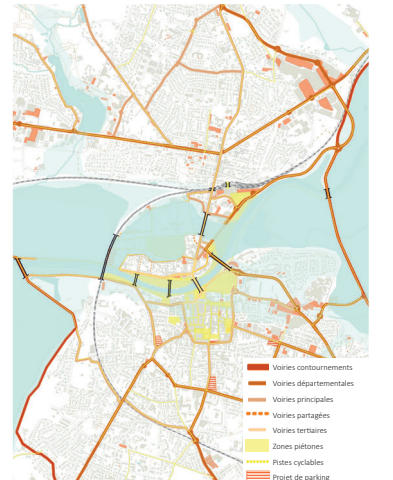 Voiries contournements
Voiries départementales
Voiries principales
Voiries partagées
Voiries tertiaires
Zones piétones
Pistes cyclables
Projet de parking